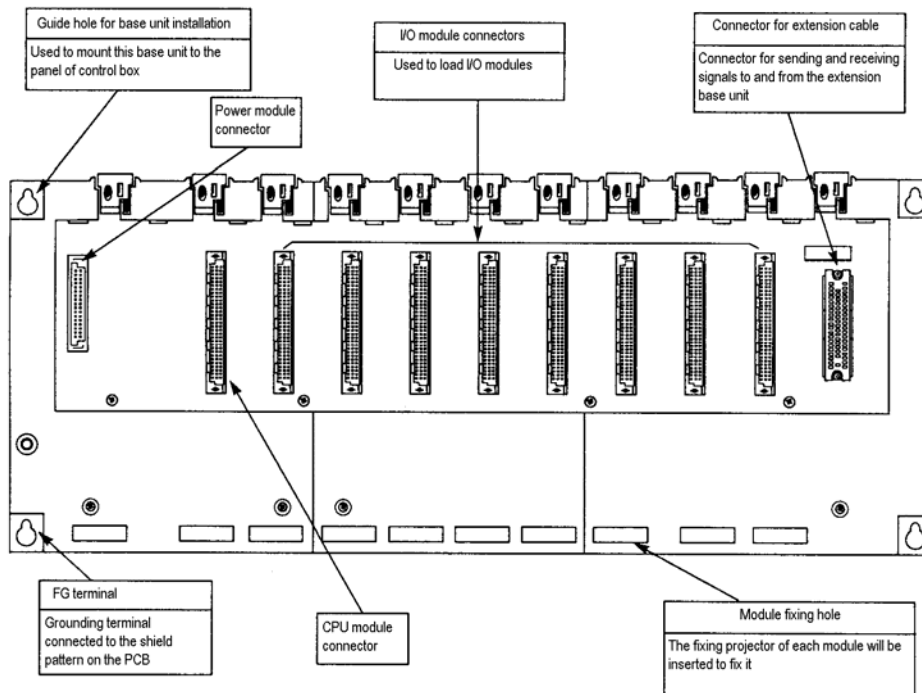 Guide hole for base unit installation
Used to mount this base unit to the
panel of control box
I/O module connectors
Used to load I/O modules
Connector for extension cable
Connector for sending and receiving
signals to and from the extension
base unit
Power module
connector
FG terminal
Grounding terminal
connected to the shield
pattern on the PCB
CPU module
connector
Module fixing hole
The fixing projector of each module will be
inserted to fix it